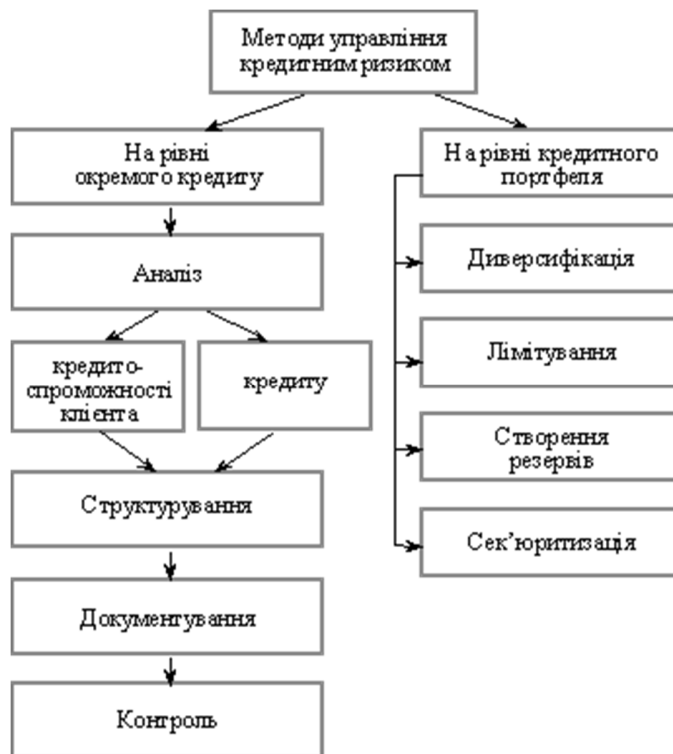 Методи управління
кредитним ризиком
На рівні
окремого кредиту
На рівні кредитного
портфеля
Аналіз
Диверсифікація
кредито-
спроможності
клієнта
кредиту
Лімітування
Створення
резервів
Структурування
Сек’юритизація
Документування
Контроль